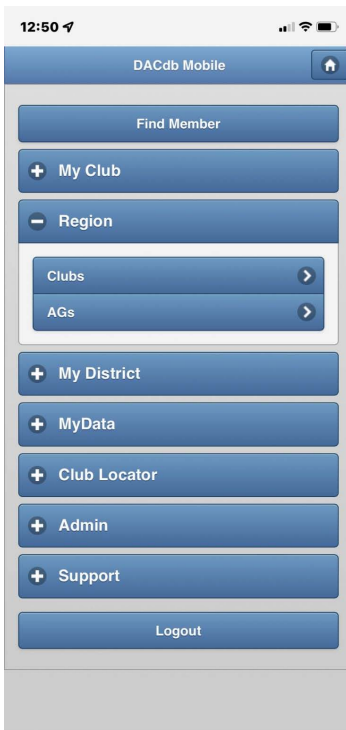 12:50
DACdb Mobile
Find Member
My Club
Region
Clubs
AGs
My District
MyData
Club Locator
Admin
Support
Logout